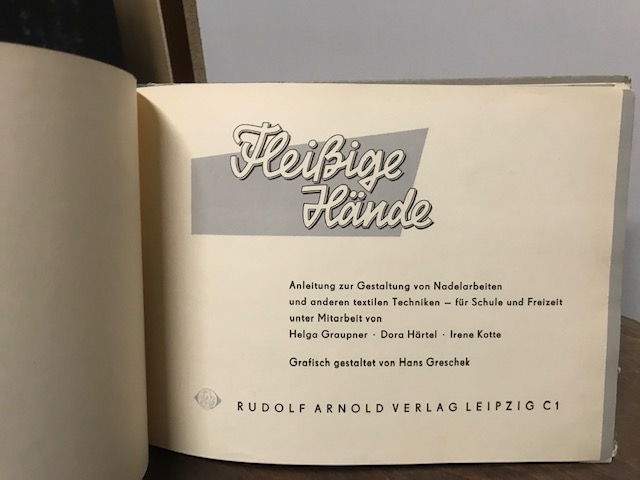 Fleißige
Hände
Anleitung zur Gestaltung von Nadelarbeiten
und anderen textilen Techniken – für Schule und Freizeit
unter Mitarbeit von
Helga Graupner · Dora Härtel · Irene Kotte
Grafisch gestaltet von Hans Greschek
RUDOLF ARNOLD VERLAG LEIPZIG C1